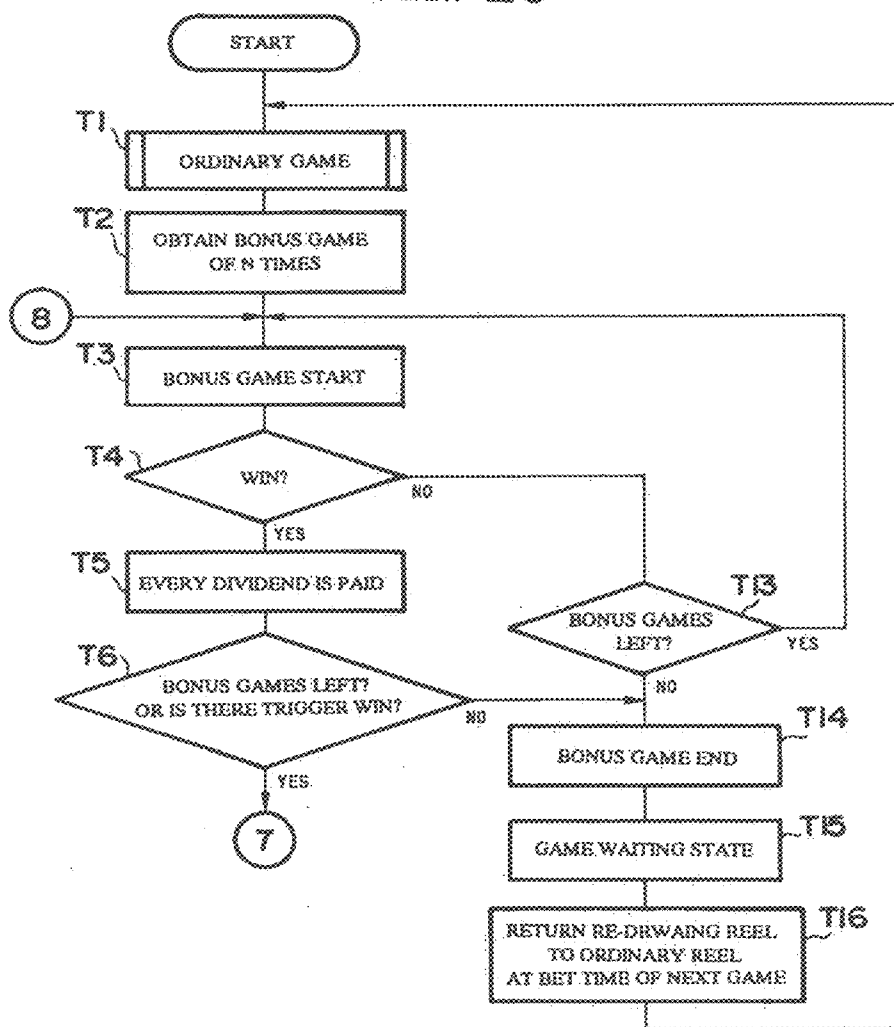 START
T1
ORDINARY GAME
T2
OBTAIN BONUS GAME
OF N TIMES
8
T3
BONUS GAME START
T4
WIN?
NO
YES
T5
EVERY DIVIDEND IS PAID
T13
BONUS GAMES
LEFT?
YES
NO
T6
BONUS GAMES LEFT?
OR IS THERE TRIGGER WIN?
NO
YES
7
T14
BONUS GAME END
T15
GAME WAITING STATE
T16
RETURN RE-DRWAING REEL
TO ORDINARY REEL
AT BET TIME OF NEXT GAME